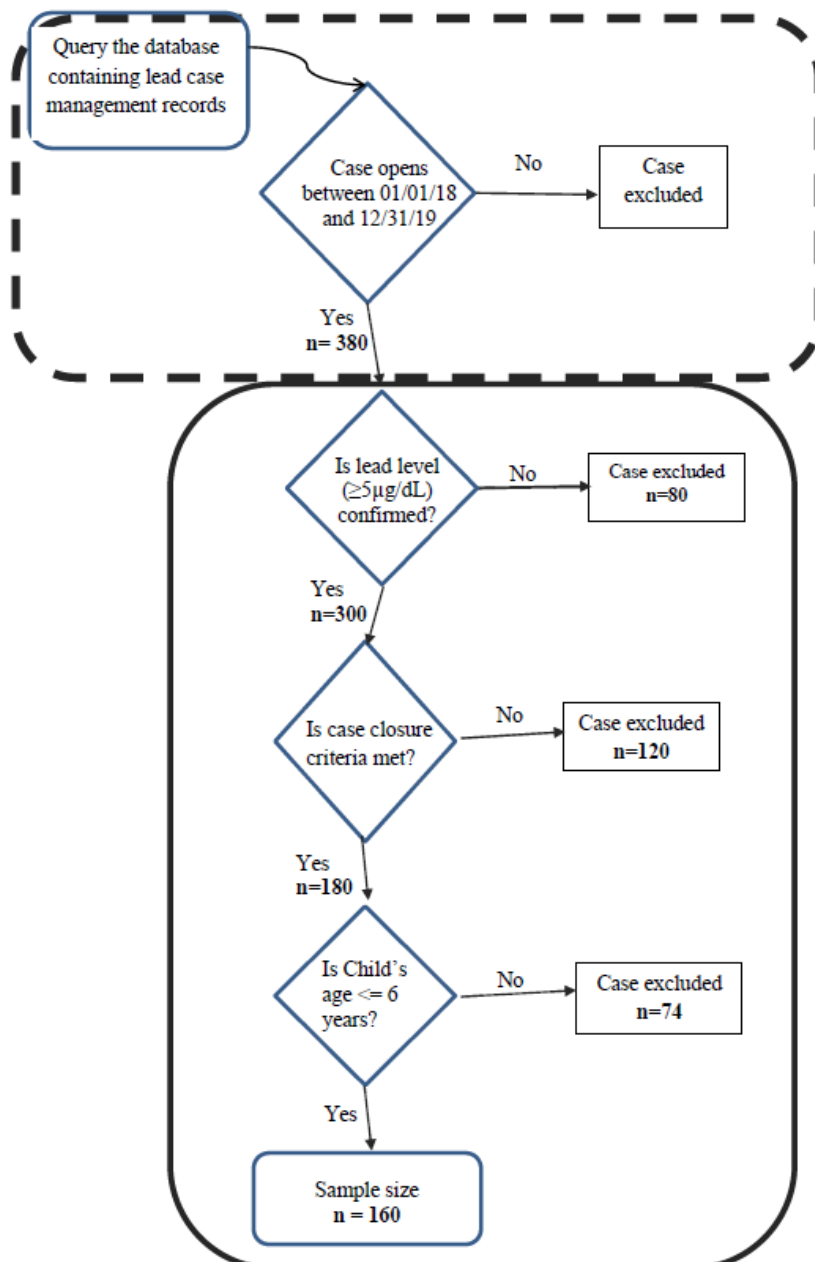 Query the database
containing lead case
management records
Case opens
between 01/01/18
and 12/31/19
No
Case
excluded
Yes
n= 380
Is lead level
(≥5μg/dL)
confirmed?
No
Case excluded
n=80
Yes
n=300
Is case closure
criteria met?
No
Case excluded
n=120
Yes
n=180
Is Child’s
age <= 6
years?
No
Case excluded
n=74
Yes
Sample size
n = 160